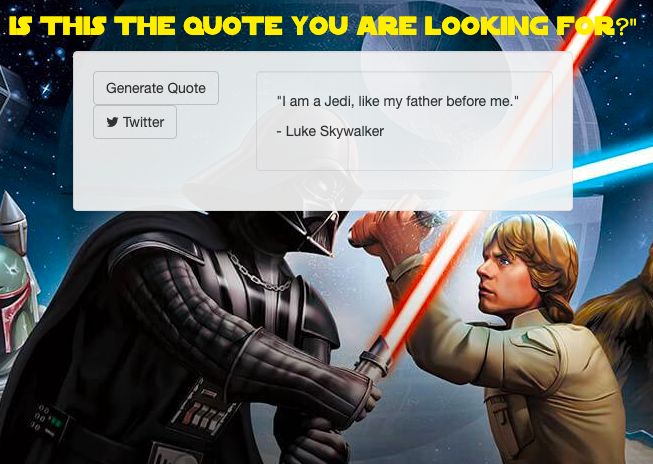 IS THIS THE QUOTE YOU ARE LOOKING FOR?"
Generate Quote
Twitter
"I am a Jedi, like my father before me."
- Luke Skywalker